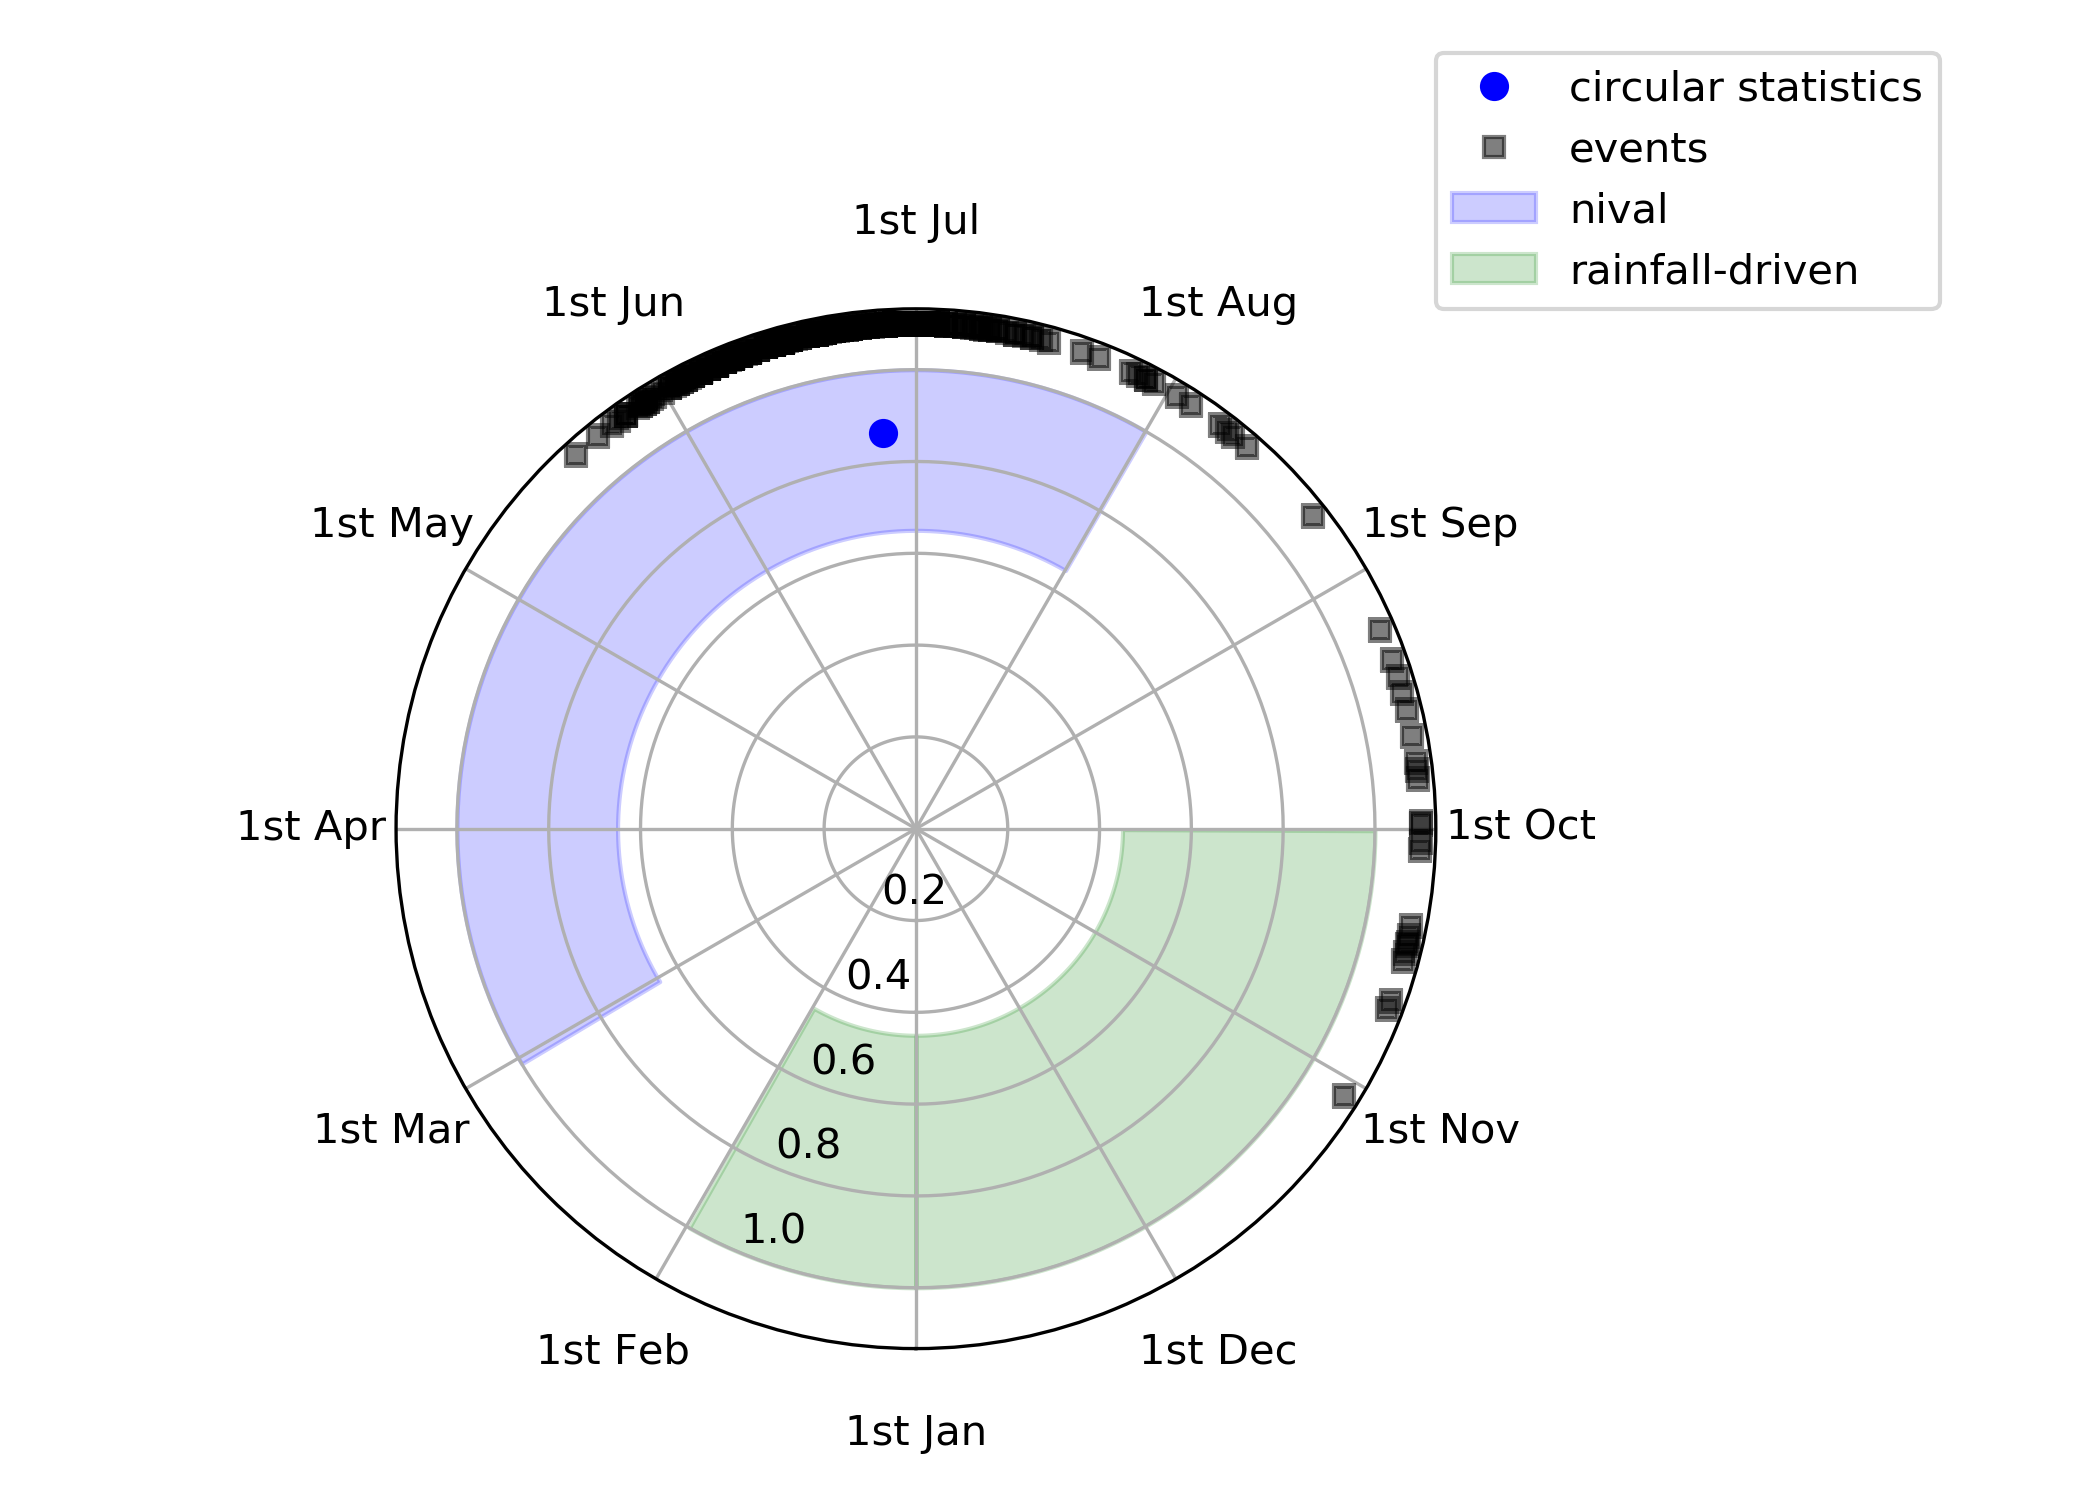 circular statistics
events
nival
rainfall-driven
1st Jul
1st Jun
1st Aug
1st May
1st Sep
1st Apr
1st Oct
0.2
0.4
0.6
1st Mar
1st Nov
0.8
1.0
1st Feb
1st Dec
1st Jan